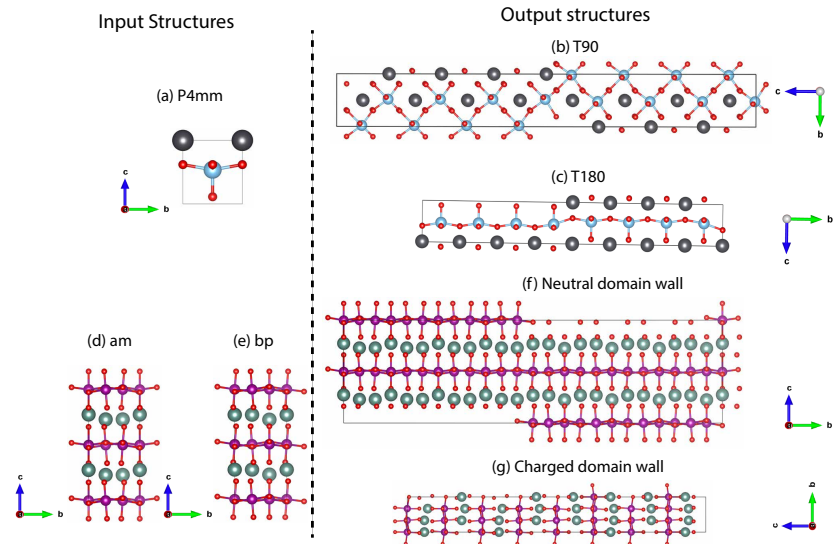 Input Structures
Output structures
(b) T90
(a) P4mm
c
b
c
b
(c) T180
b
c
(f) Neutral domain wall
(d) am
(e) bp
c
b
c
b
c
b
(g) Charged domain wall
b
c